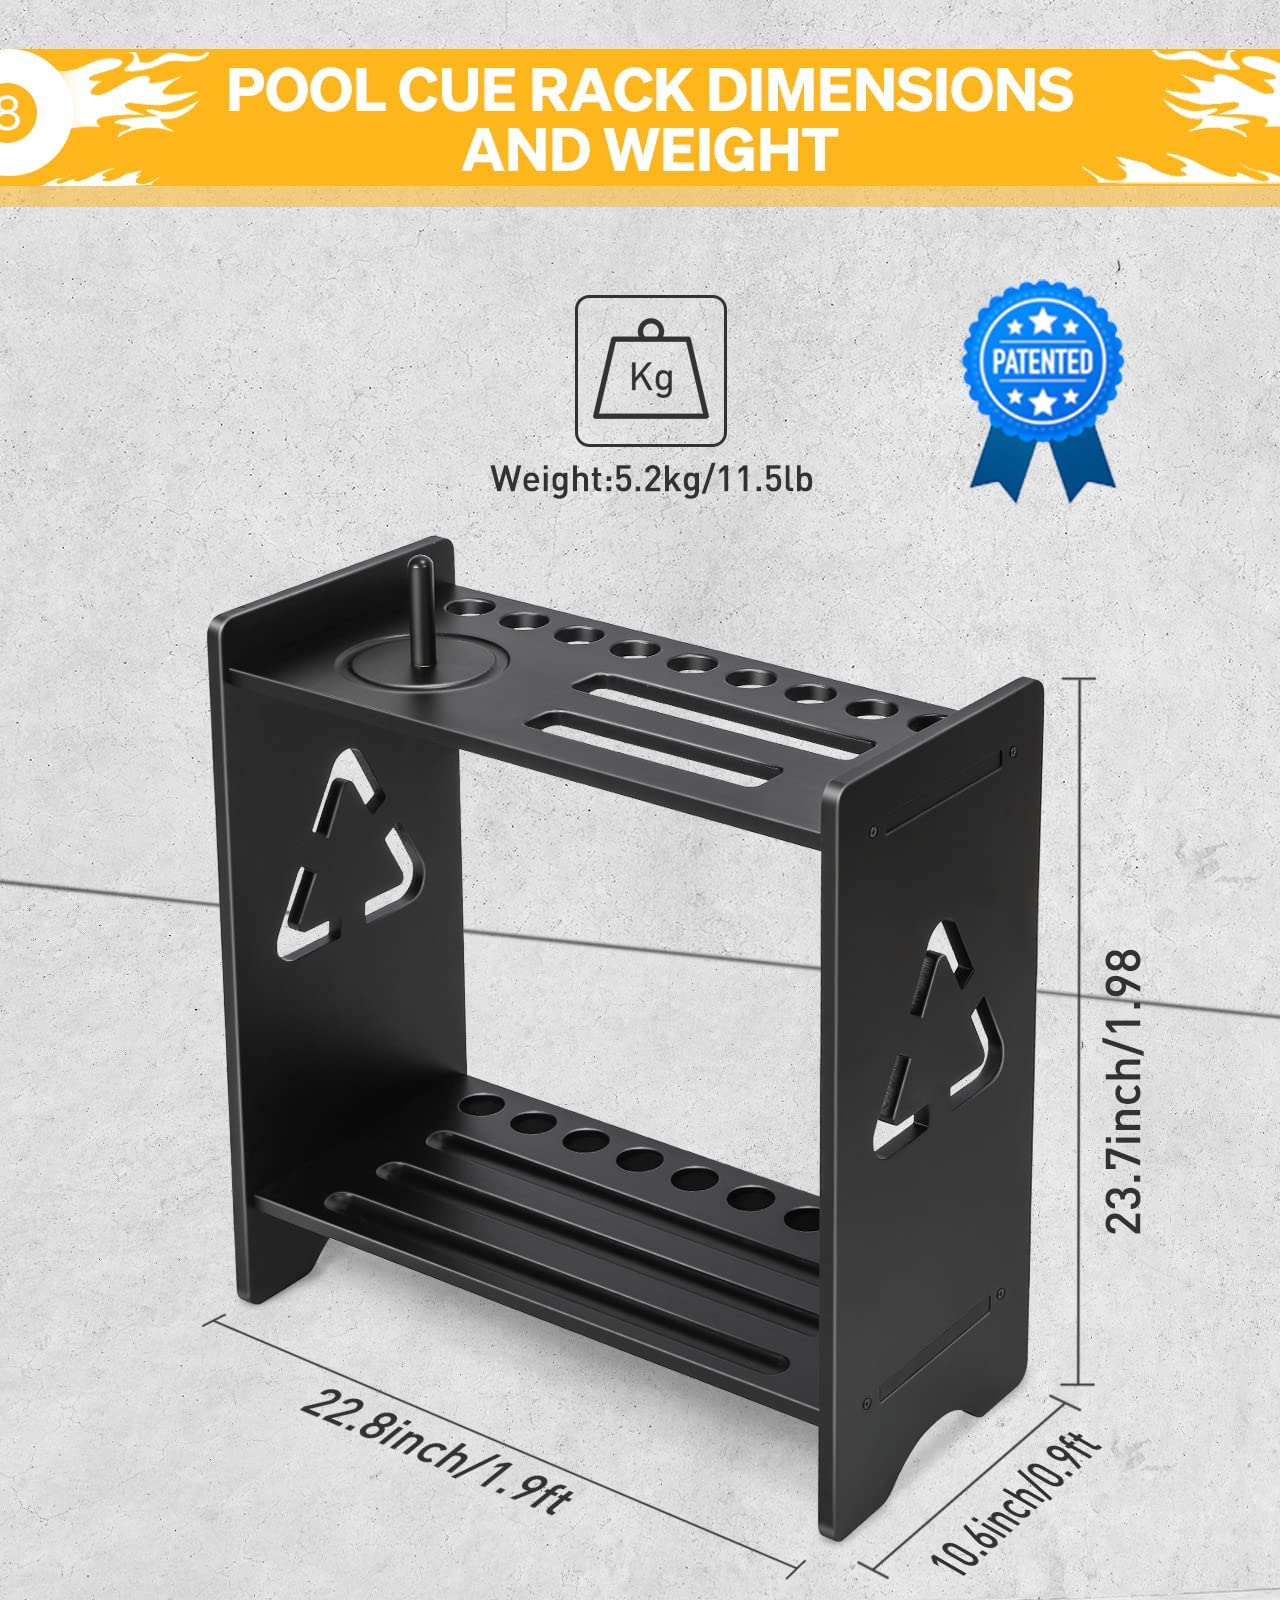 8
POOL CUE RACK DIMENSIONS
AND WEIGHT
Kg
PATENTED
Weight:5.2kg/11.5lb
23.7inch/1.98
22.8inch/1.9ft
10.6inch/0.9ft